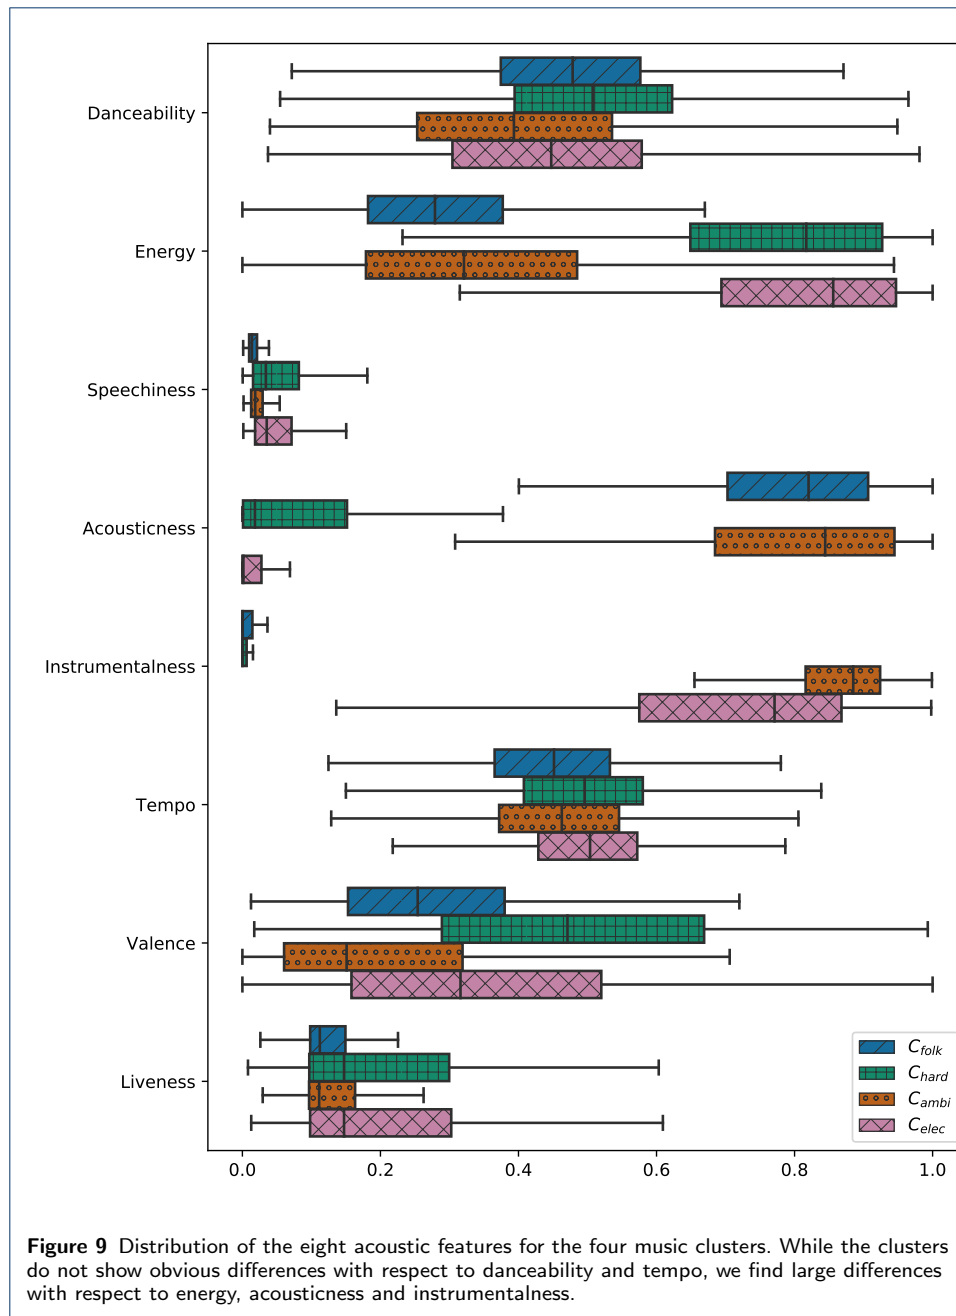 Danceability
Energy
Speechiness
Acousticness
Instrumentalness
Tempo
Valence
Liveness
C_folk
C_hard
C_ambi
C_elec
0.0 0.2 0.4 0.6 0.8 1.0
Figure 9 Distribution of the eight acoustic features for the four music clusters. While the clusters
do not show obvious differences with respect to danceability and tempo, we find large differences
with respect to energy, acousticness and instrumentalness.